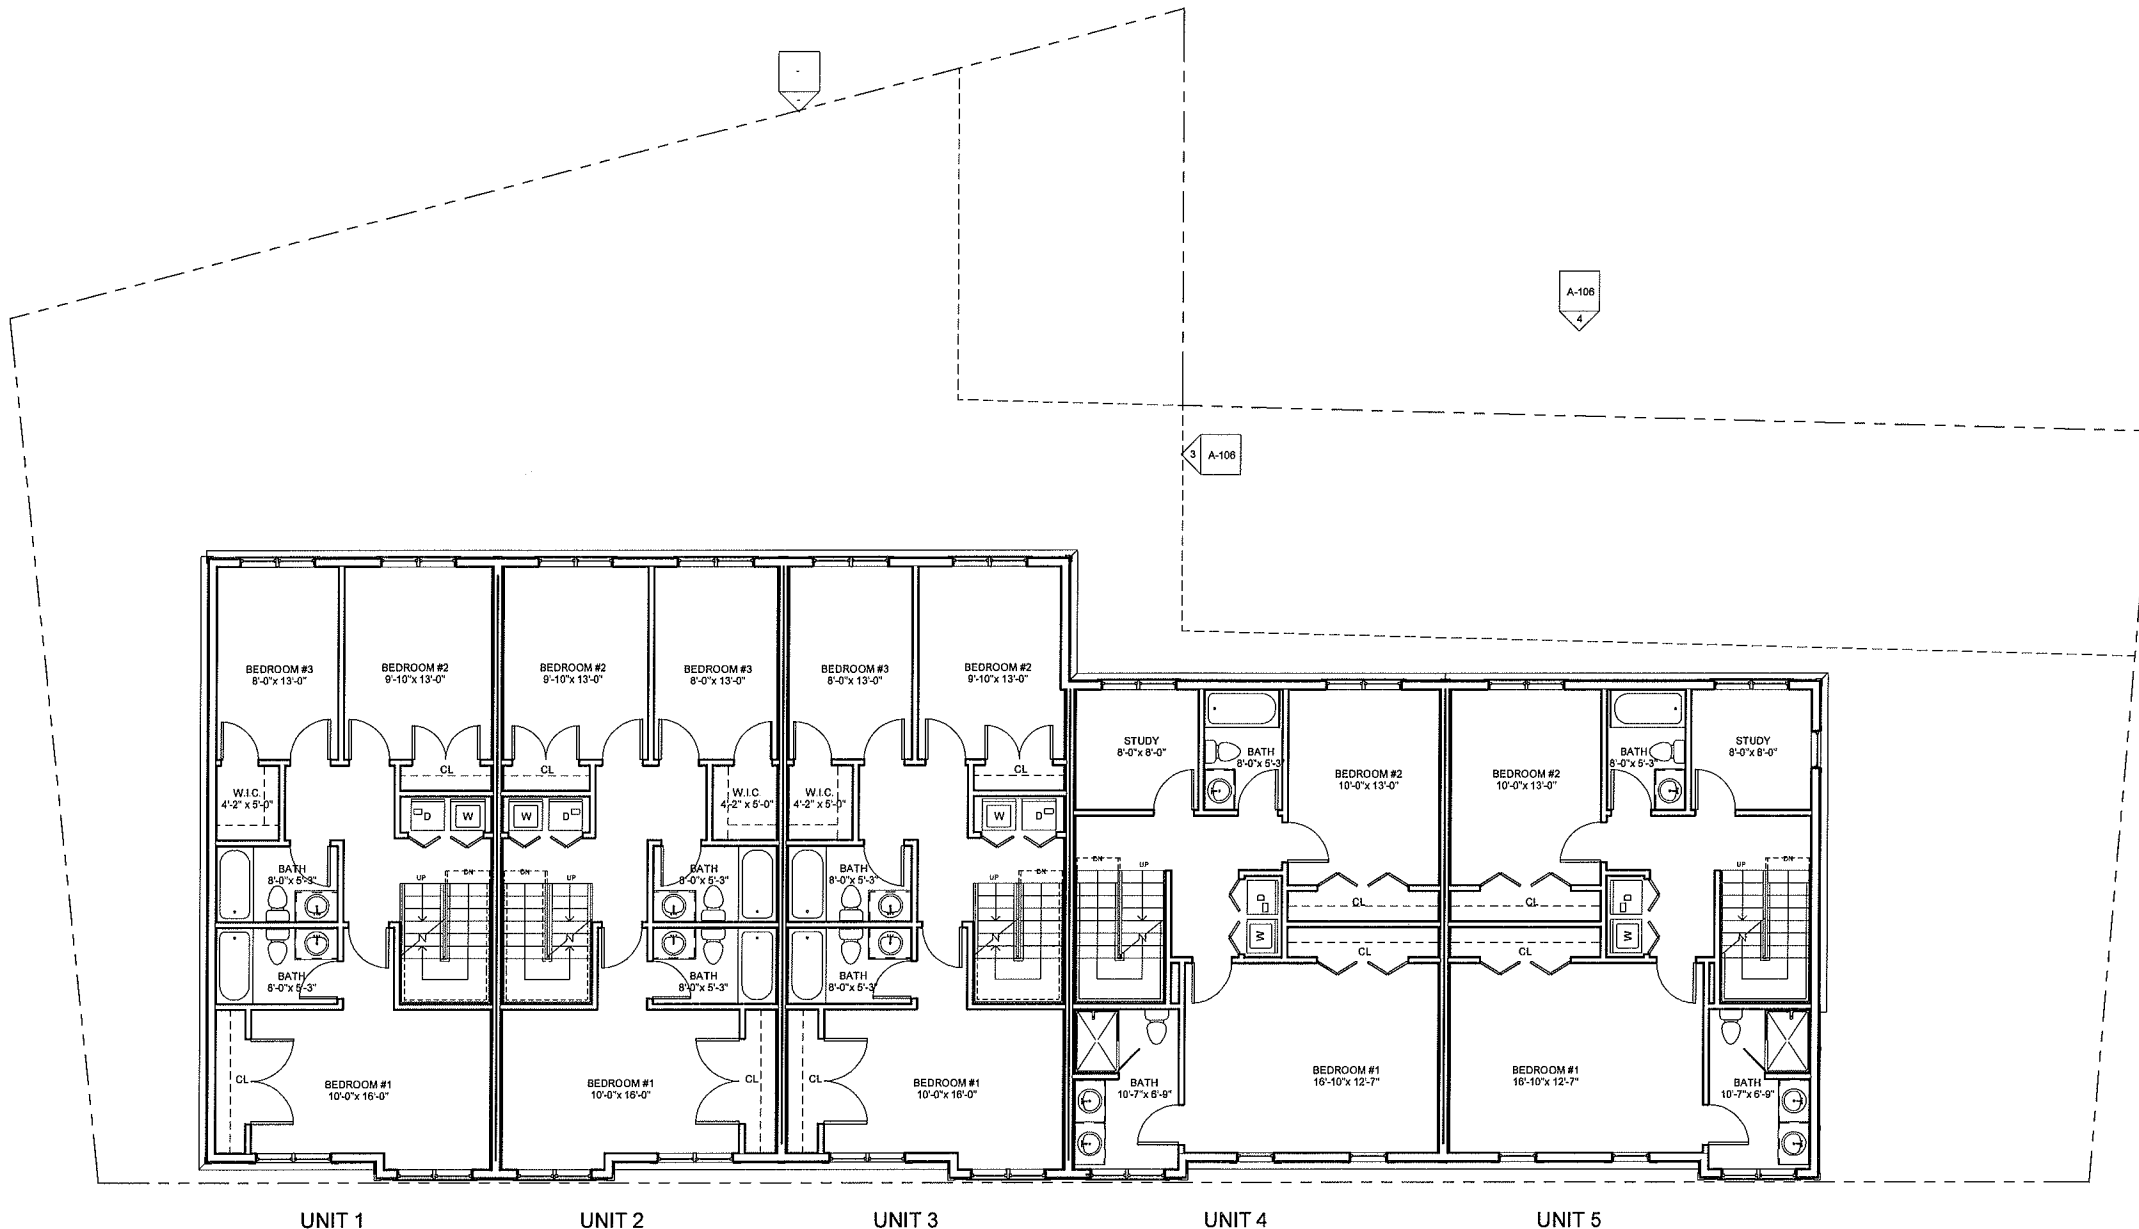 -
-
A-106
4
3
A-106
BEDROOM #3
8'-0"x 13'-0"
BEDROOM #2
9'-10"x 13'-0"
BEDROOM #2
9'-10"x 13'-0"
BEDROOM #3
8'-0"x 13'-0"
BEDROOM #3
8'-0"x 13'-0"
BEDROOM #2
9'-10"x 13'-0"
STUDY
8'-0"x 8'-0"
BATH
8'-0"x 5'-3"
BEDROOM #2
10'-0"x 13'-0"
BEDROOM #2
10'-0"x 13'-0"
BATH
8'-0"x 5'-3"
STUDY
8'-0"x 8'-0"
W.I.C.
4'-2" x 5'-0"
CL
CL
W.I.C.
4'-2" x 5'-0"
W.I.C.
4'-2" x 5'-0"
CL
D
W
W
D
W
D
BATH
8'-0"x 5'-3"
UP
DN
DN
UP
BATH
8'-0"x 5'-3"
BATH
8'-0"x 5'-3"
UP
DN
DN
UP
D
W
CL
CL
D
W
UP
DN
CL
CL
BATH
8'-0"x 5'-3"
BATH
8'-0"x 5'-3"
BATH
8'-0"x 5'-3"
CL
BEDROOM #1
10'-0"x 16'-0"
BEDROOM #1
10'-0"x 16'-0"
CL
CL
BEDROOM #1
10'-0"x 16'-0"
BATH
10'-7"x 6'-9"
BEDROOM #1
16'-10"x 12'-7"
BEDROOM #1
16'-10"x 12'-7"
BATH
10'-7"x 6'-9"
UNIT 1
UNIT 2
UNIT 3
UNIT 4
UNIT 5